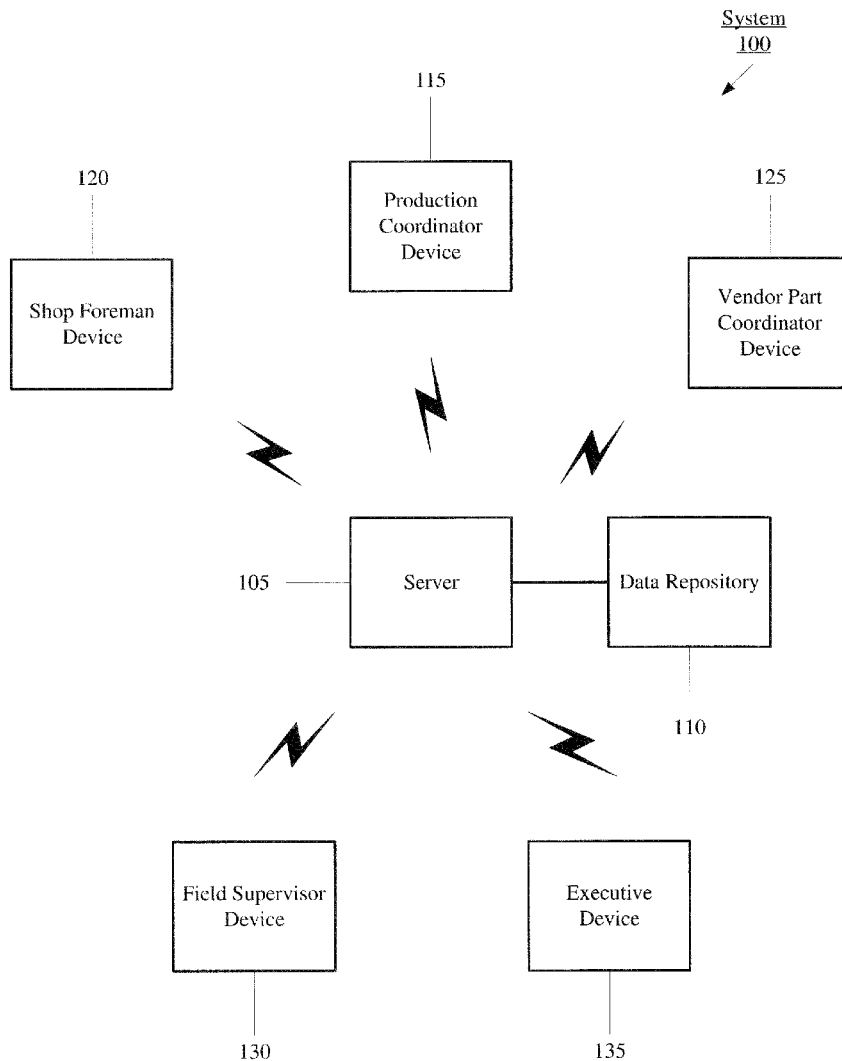 System
100
115
120
125
Production
Coordinator
Device
Shop Foreman
Device
Vendor Part
Coordinator
Device
105
Server
Data Repository
110
Field Supervisor
Device
Executive
Device
130
135